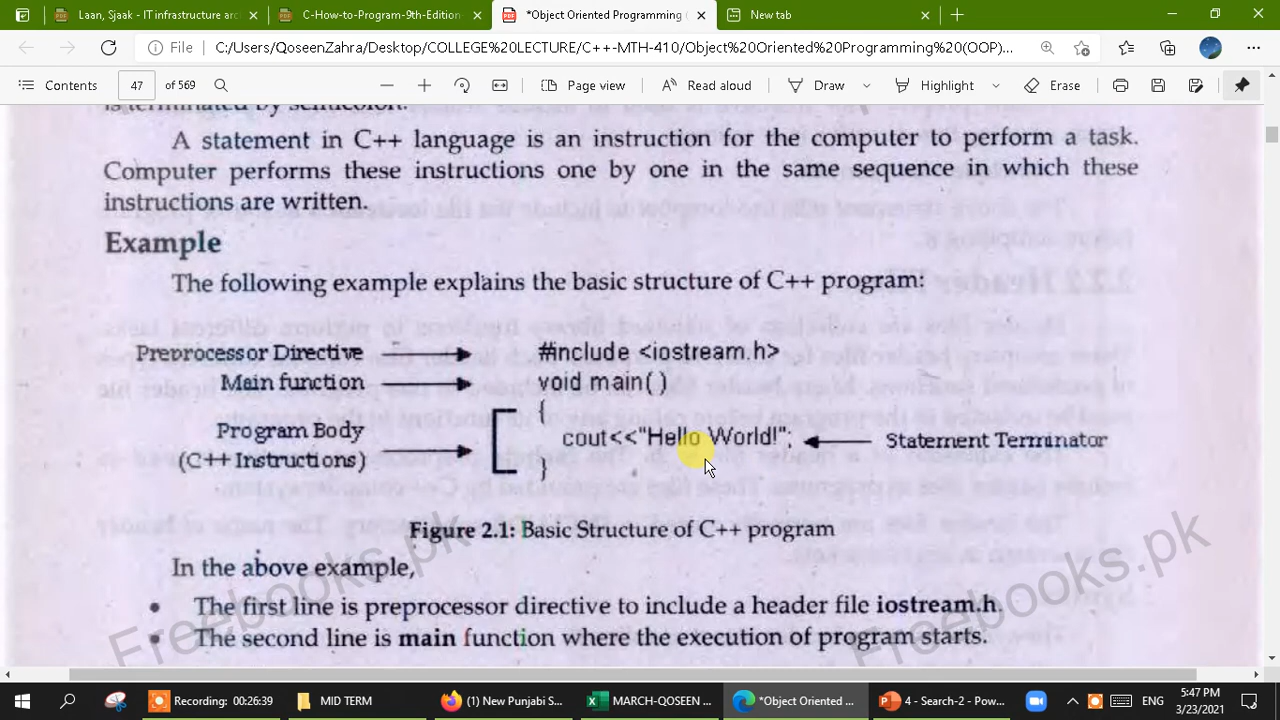 Laan, Sjaak - IT infrastructure arc
C-How-to-Program-9th-Edition-
*Object Oriented Programming (
New tab
File
C:/Users/QoseenZahra/Desktop/COLLEGE%20LECTURE/C++-MTH-410/Object%20Oriented%20Programming%20(OOP)...
Contents
47
of 569
Page view
Read aloud
Draw
Highlight
Erase
is terminated by semicolon.
A statement in C++ language is an instruction for the computer to perform a task.
Computer performs these instructions one by one in the same sequence in which these
instructions are written.
Example
The following example explains the basic structure of C++ program:
Preprocessor Directive #include <iostream.h>
Main function void main( )
{
Program Body
(C++ Instructions)
cout<<"Hello World!"; Statement Terminator
}
Figure 2.1: Basic Structure of C++ program
In the above example,
• The first line is preprocessor directive to include a header file iostream.h.
• The second line is main function where the execution of program starts.
Freebooks.pk
Freebooks.pk
Recording: 00:26:39
MID TERM
(1) New Punjabi S...
MARCH-QOSEEN ...
*Object Oriented ...
4 - Search-2 - Pow...
ENG
5:47 PM
3/23/2021